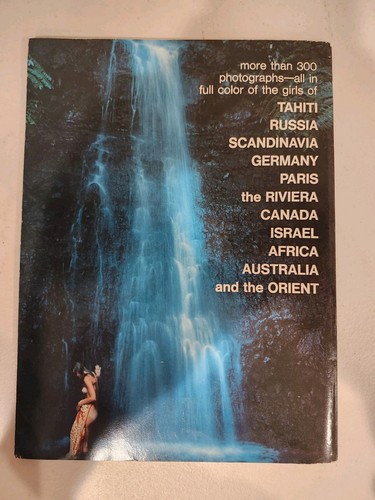 more than 300
photographs—all in
full color of the girls of
TAHITI
RUSSIA
SCANDINAVIA
GERMANY
PARIS
the RIVIERA
CANADA
ISRAEL
AFRICA
AUSTRALIA
and the ORIENT